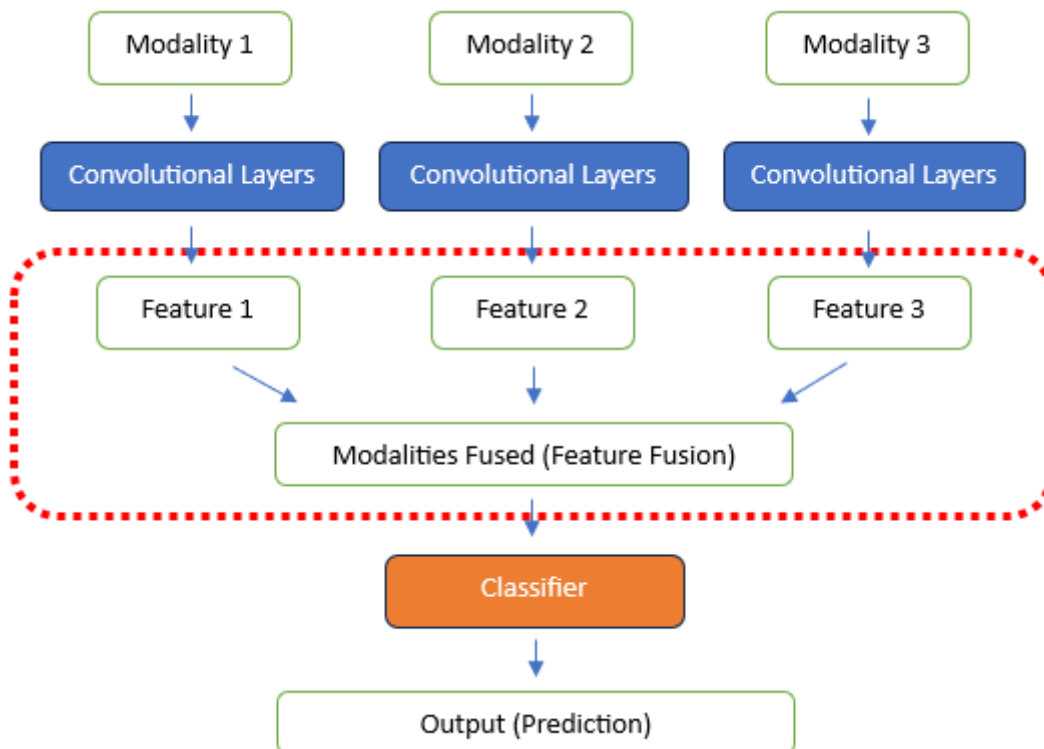 Modality 1
Modality 2
Modality 3
Convolutional Layers
Convolutional Layers
Convolutional Layers
Feature 1
Feature 2
Feature 3
Modalities Fused (Feature Fusion)
Classifier
Output (Prediction)